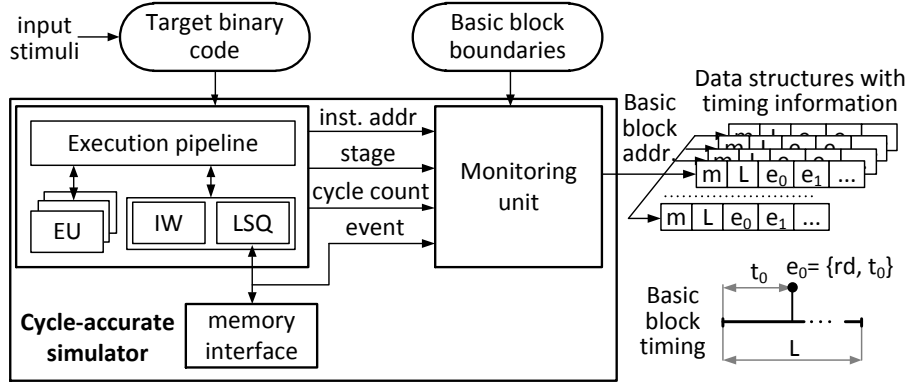 input
stimuli
Target binary
code
Basic block
boundaries
Data structures with
timing information
Basic
block
addr.
Execution pipeline
EU
IW
LSQ
inst. addr
stage
cycle count
event
Monitoring
unit
m L e
m L e
m L e
m L e₀ e₁ ...
m L e₀ e₁ ...
Cycle-accurate
simulator
memory
interface
t₀ e₀= {rd, t₀}
Basic
block
timing
L